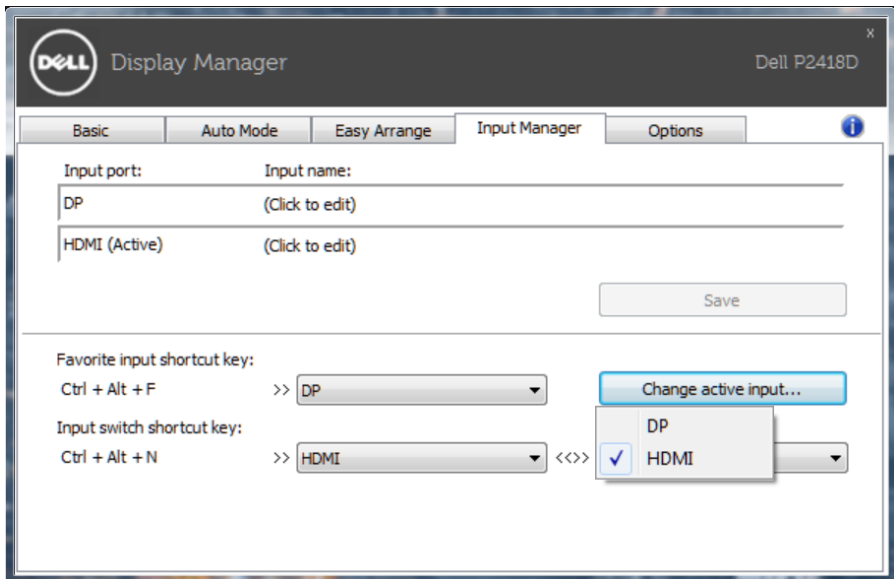 x
DELL Display Manager Dell P2418D
Basic Auto Mode Easy Arrange Input Manager Options
Input port: Input name:
DP (Click to edit)
HDMI (Active) (Click to edit)
Save
Favorite input shortcut key:
Ctrl + Alt + F >> DP Change active input...
Input switch shortcut key:
DP
Ctrl + Alt + N >> HDMI <<>> HDMI